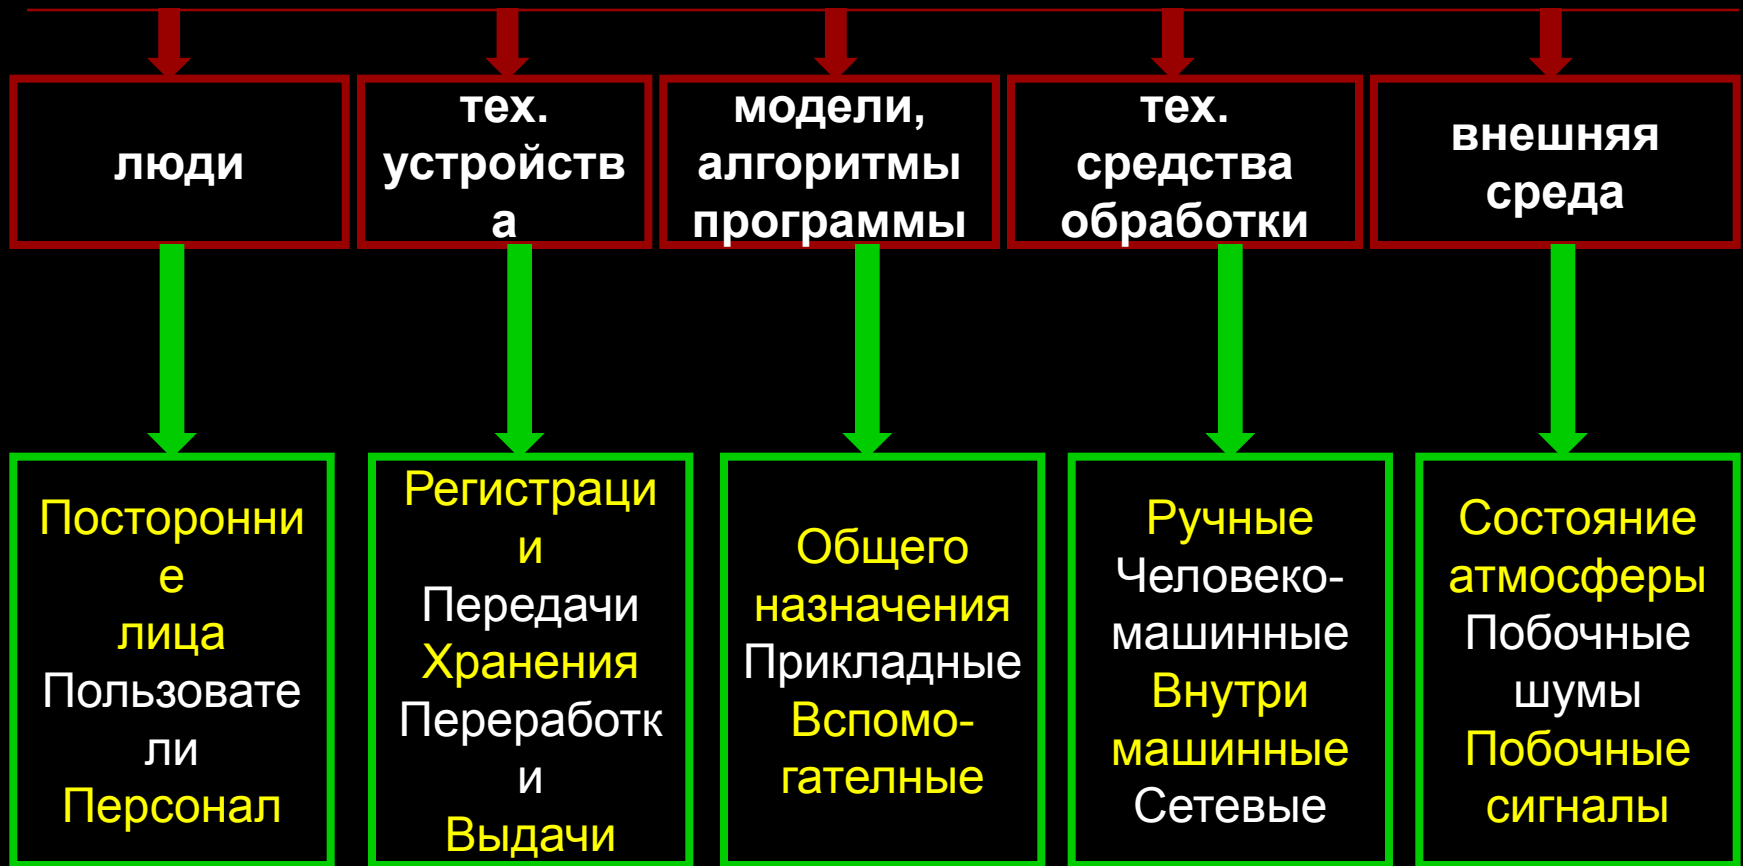 люди
тех.
устройств
а
модели,
алгоритмы
программы
тех.
средства
обработки
внешняя
среда
Посторонни
е
лица
Пользовате
ли
Персонал
Регистраци
и
Передачи
Хранения
Переработк
и
Выдачи
Общего
назначения
Прикладные
Вспомо-
гателные
Ручные
Человеко-
машинные
Внутри
машинные
Сетевые
Состояние
атмосферы
Побочные
шумы
Побочные
сигналы